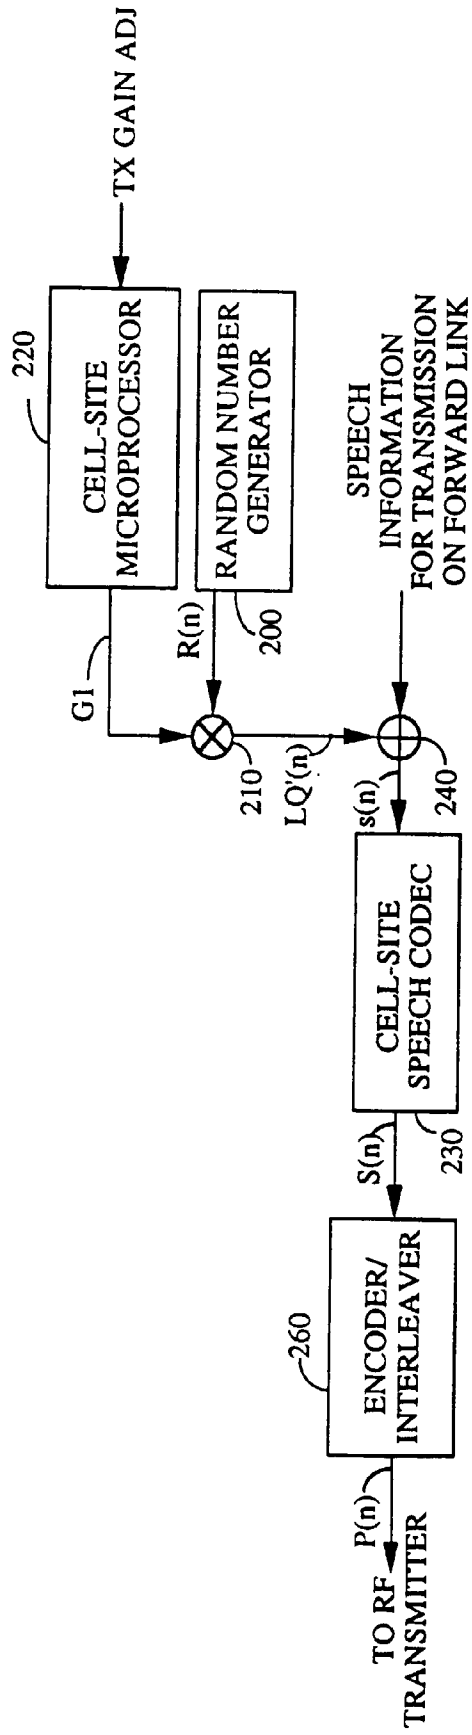 TX GAIN ADJ
220
CELL-SITE
MICROPROCESSOR
G1
RANDOM NUMBER
GENERATOR
R(n)
200
210
LQ'(n)
SPEECH
INFORMATION
FOR TRANSMISSION
ON FORWARD LINK
240
s(n)
CELL-SITE
SPEECH CODEC
230
S(n)
260
ENCODER/
INTERLEAVER
P(n)
TO RF
TRANSMITTER